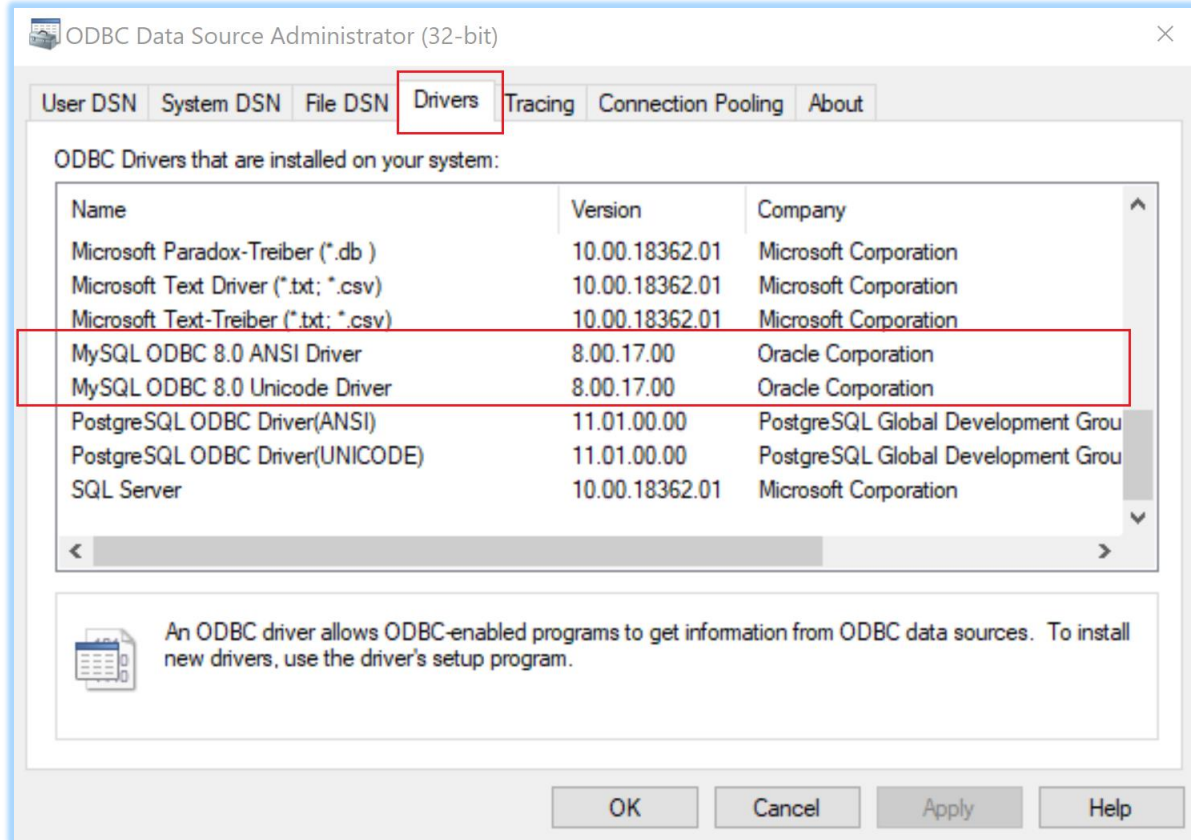 ODBC Data Source Administrator (32-bit)
User DSN System DSN File DSN Drivers Tracing Connection Pooling About
ODBC Drivers that are installed on your system:
Name Version Company
Microsoft Paradox-Treiber (*.db ) 10.00.18362.01 Microsoft Corporation
Microsoft Text Driver (*.txt; *.csv) 10.00.18362.01 Microsoft Corporation
Microsoft Text-Treiber (*.txt; *.csv) 10.00.18362.01 Microsoft Corporation
MySQL ODBC 8.0 ANSI Driver 8.00.17.00 Oracle Corporation
MySQL ODBC 8.0 Unicode Driver 8.00.17.00 Oracle Corporation
PostgreSQL ODBC Driver(ANSI) 11.01.00.00 PostgreSQL Global Development Grou
PostgreSQL ODBC Driver(UNICODE) 11.01.00.00 PostgreSQL Global Development Grou
SQL Server 10.00.18362.01 Microsoft Corporation
An ODBC driver allows ODBC-enabled programs to get information from ODBC data sources. To install
new drivers, use the driver's setup program.
OK Cancel Apply Help